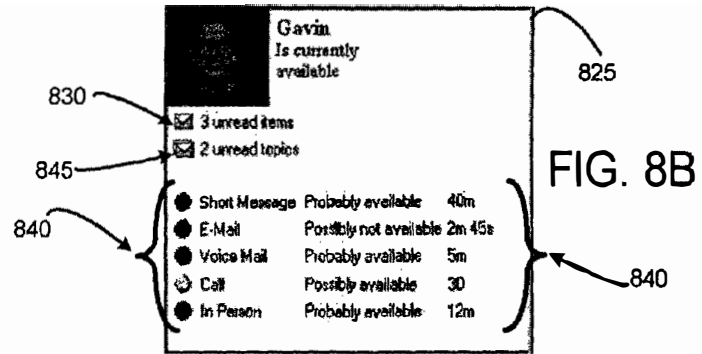 Gavin
Is currently
available
825
830
3 unread items
845
2 unread topics
FIG. 8B
840
Short Message Probably available 40m
E-Mail Possibly not available 2m 45s
Voice Mail Probably available 5m
Call Possibly available 30
In Person Probably available 12m
840